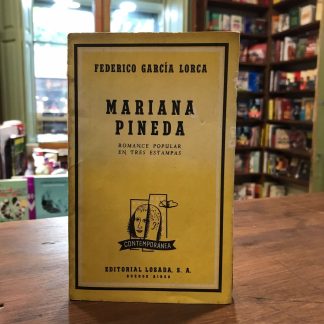 FEDERICO GARCÍA LORCA
MARIANA
PINEDA
ROMANCE POPULAR
EN TRES ESTAMPAS
CONTEMPORÁNEA
EDITORIAL LOSADA, S. A.
BUENOS AIRES